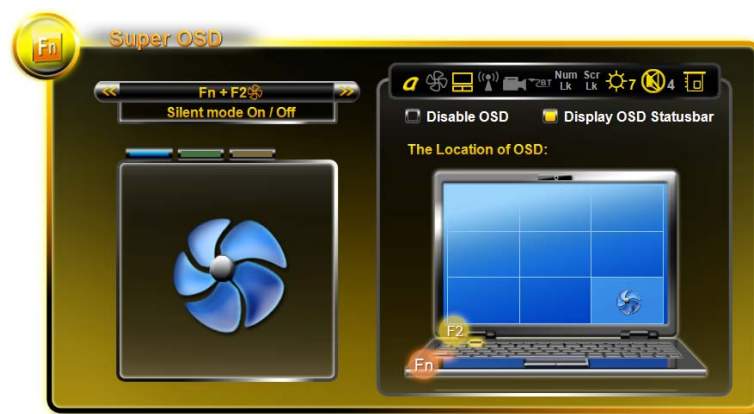 Fn
Super OSD
<< Fn + F2 >>
Silent mode On / Off
a Num Lk Scr Lk 7 4
BT
Disable OSD
Display OSD Statusbar
The Location of OSD:
F2
Fn